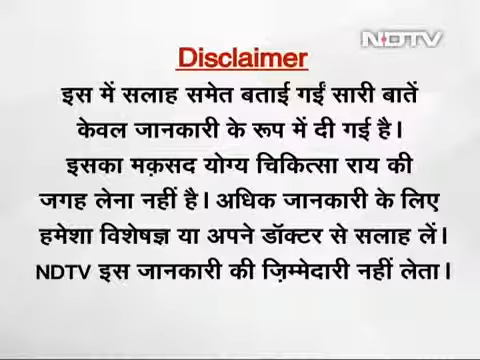 NDTV
Disclaimer
इस में सलाह समेत बताई गईं सारी बातें
केवल जानकारी के रूप में दी गई है।
इसका मक़सद योग्य चिकित्सा राय की
जगह लेना नहीं है। अधिक जानकारी के लिए
हमेशा विशेषज्ञ या अपने डॉक्टर से सलाह लें।
NDTV इस जानकारी की ज़िम्मेदारी नहीं लेता।